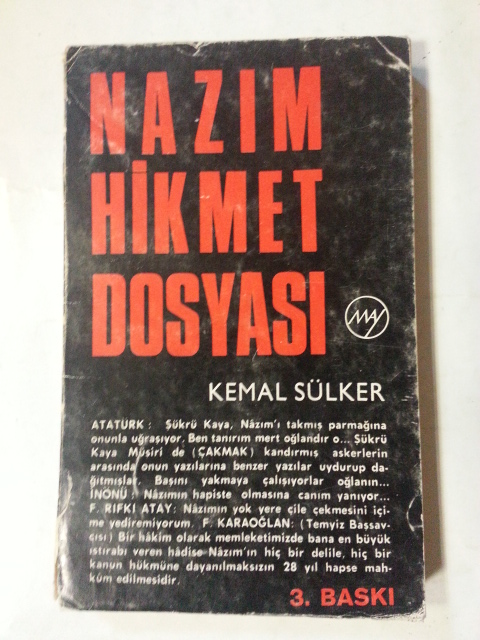 NAZIM
HİKMET
DOSYASI
MAY
KEMAL SÜLKER
ATATÜRK : Şükrü Kaya, Nâzım'ı takmış parmağına
onunla uğraşıyor. Ben tanırım mert oğlandır o... Şükrü
Kaya Müşiri de (ÇAKMAK) kandırmış askerlerin
arasında onun yazılarına benzer yazılar uydurup da-
ğıtmışlar. Başını yakmaya çalışıyorlar oğlanın...
İNÖNÜ : Nâzımın hapiste olmasına canım yanıyor...
F. RIFKI ATAY: Nâzımın yok yere çile çekmesini içi-
me yediremiyorum. F. KARAOĞLAN: (Temyiz Başsav-
cısı) Bir hâkim olarak memleketimizde bana en büyük
ıstırabı veren hâdise Nâzım'ın hiç bir delile, hiç bir
kanun hükmüne dayanılmaksızın 28 yıl hapse mah-
kûm edilmesidir.
3. BASKI